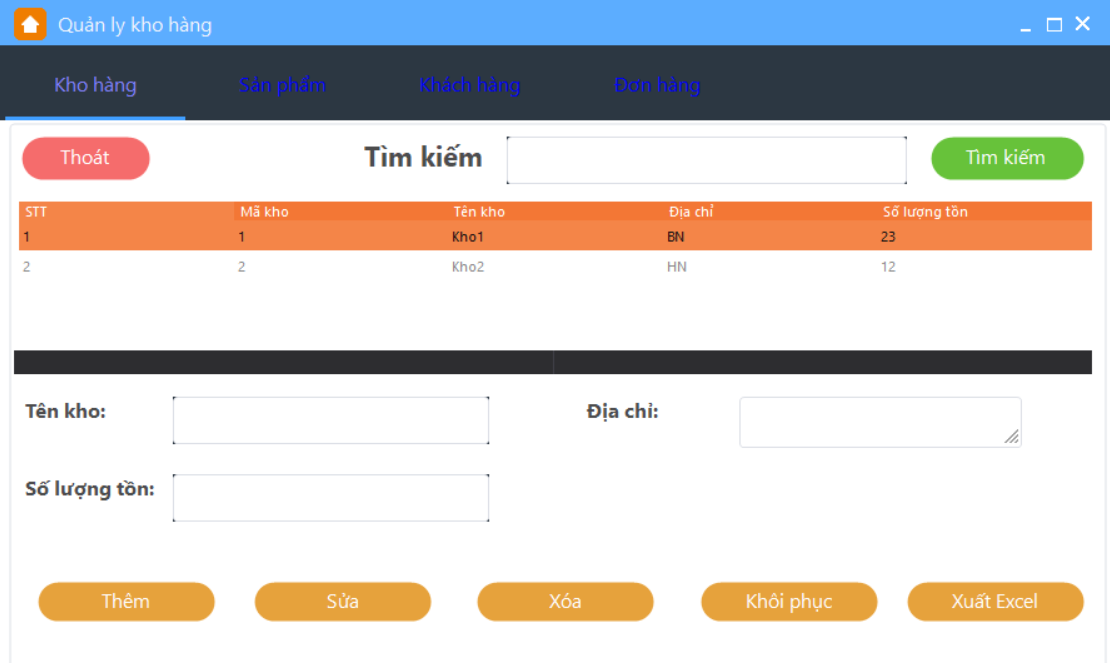 Quản ly kho hàng
Kho hàng Sản phẩm Khách hàng Đơn hàng
Thoát Tìm kiếm Tìm kiếm
STT Mã kho Tên kho Địa chỉ Số lượng tồn
1 1 Kho1 BN 23
2 2 Kho2 HN 12
Tên kho: Địa chỉ:
Số lượng tồn:
Thêm Sửa Xóa Khôi phục Xuất Excel